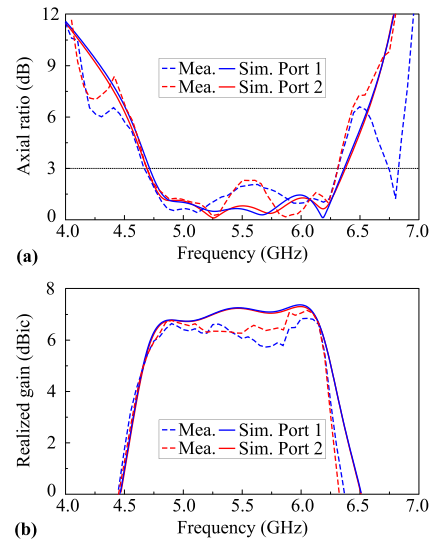 12
9
6
3
0
Axial ratio (dB)
Mea. Sim. Port 1
Mea. Sim. Port 2
4.0 4.5 5.0 5.5 6.0 6.5 7.0
Frequency (GHz)
(a)
8
6
4
2
0
Realized gain (dBic)
Mea. Sim. Port 1
Mea. Sim. Port 2
4.0 4.5 5.0 5.5 6.0 6.5 7.0
Frequency (GHz)
(b)